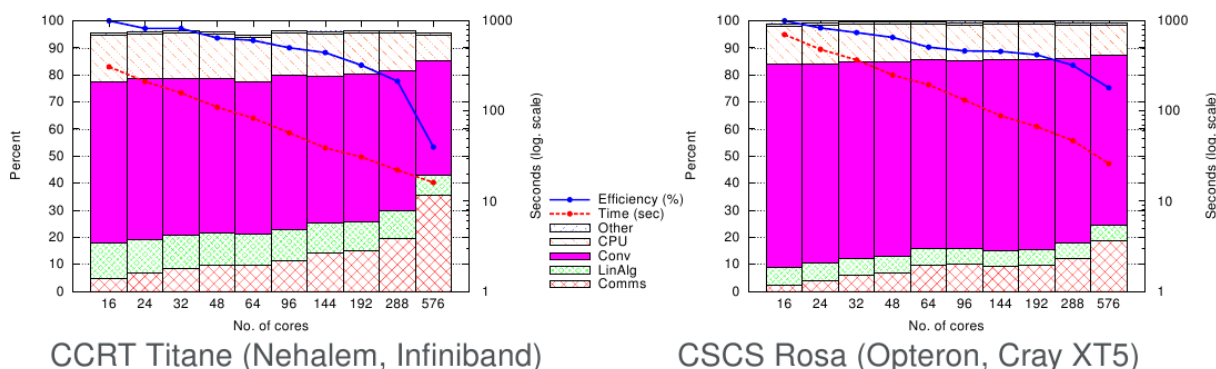 100
90
80
70
60
50
40
30
20
10
0
Percent
16 24 32 48 64 96 144 192 288 576
No. of cores
1000
100
10
1
Seconds (log. scale)
Efficiency (%)
Time (sec)
Other
CPU
Conv
LinAlg
Comms
100
90
80
70
60
50
40
30
20
10
0
Percent
16 24 32 48 64 96 144 192 288 576
No. of cores
1000
100
10
1
Seconds (log. scale)
CCRT Titane (Nehalem, Infiniband)
CSCS Rosa (Opteron, Cray XT5)